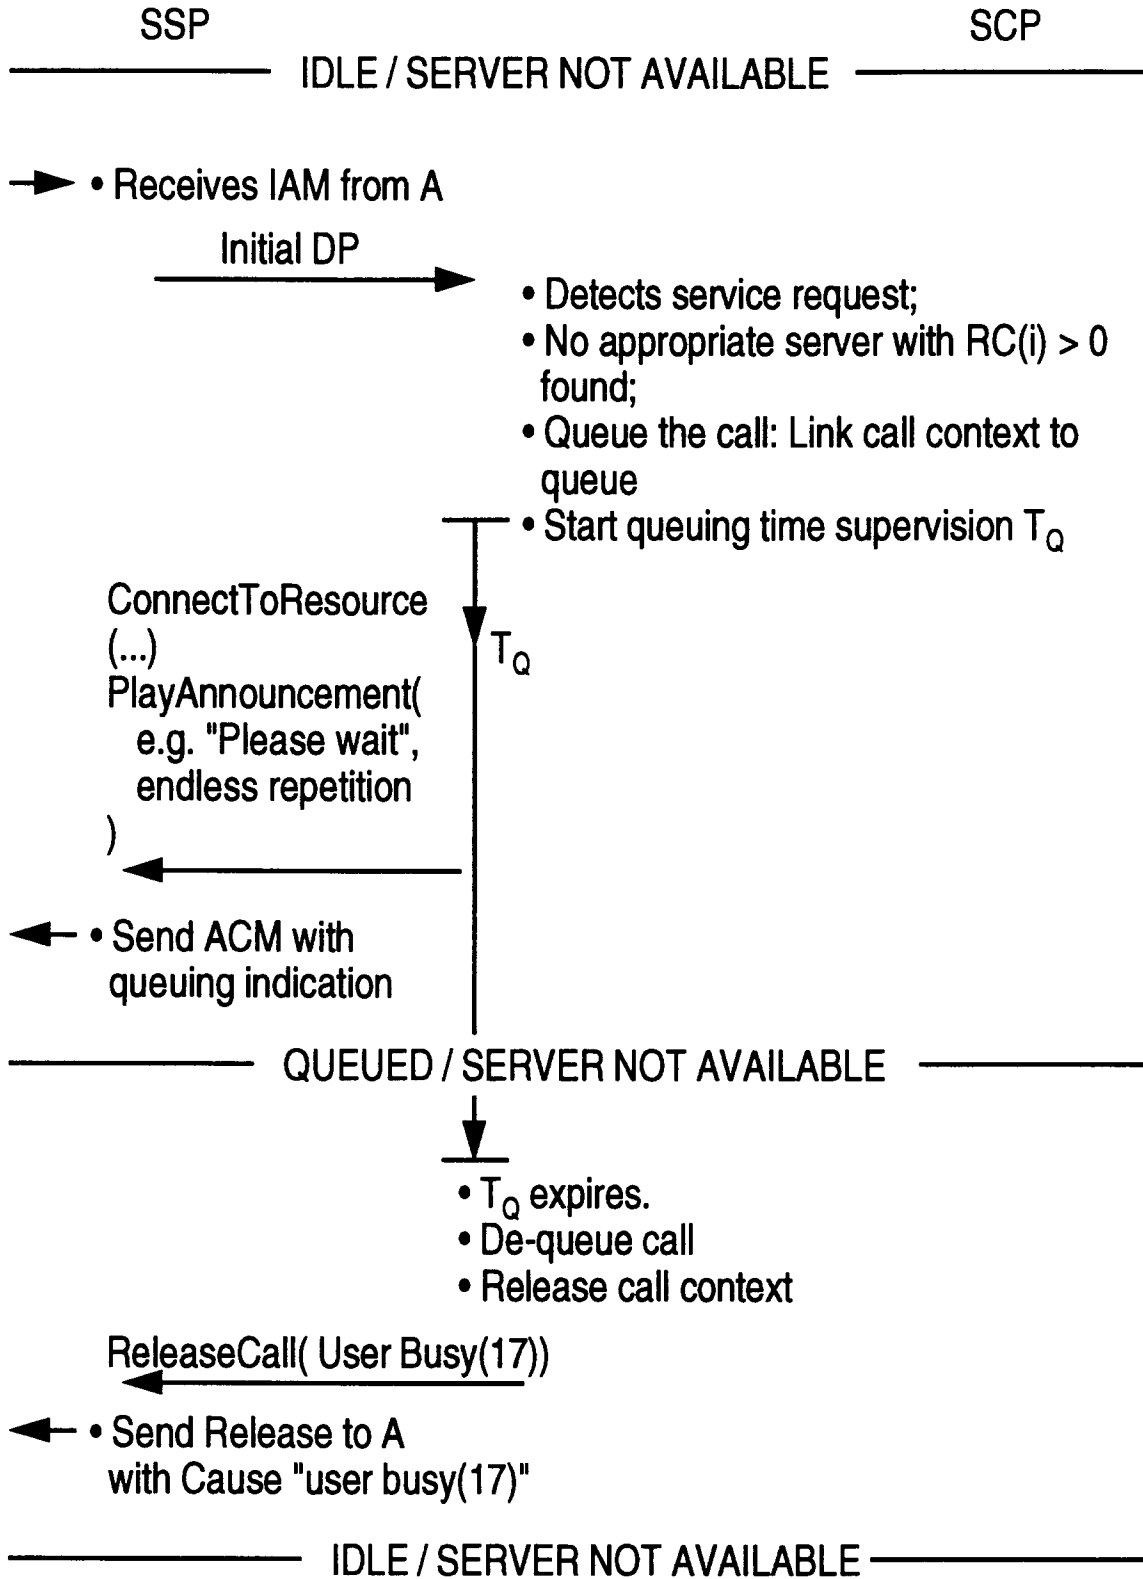 SSP
SCP
IDLE / SERVER NOT AVAILABLE
• Receives IAM from A
Initial DP
• Detects service request;
• No appropriate server with RC(i) > 0
found;
• Queue the call: Link call context to
queue
• Start queuing time supervision TQ
ConnectToResource
(...)
TQ
PlayAnnouncement(
e.g. "Please wait",
endless repetition
)
• Send ACM with
queuing indication
QUEUED / SERVER NOT AVAILABLE
• TQ expires.
• De-queue call
• Release call context
ReleaseCall( User Busy(17))
• Send Release to A
with Cause "user busy(17)"
IDLE / SERVER NOT AVAILABLE